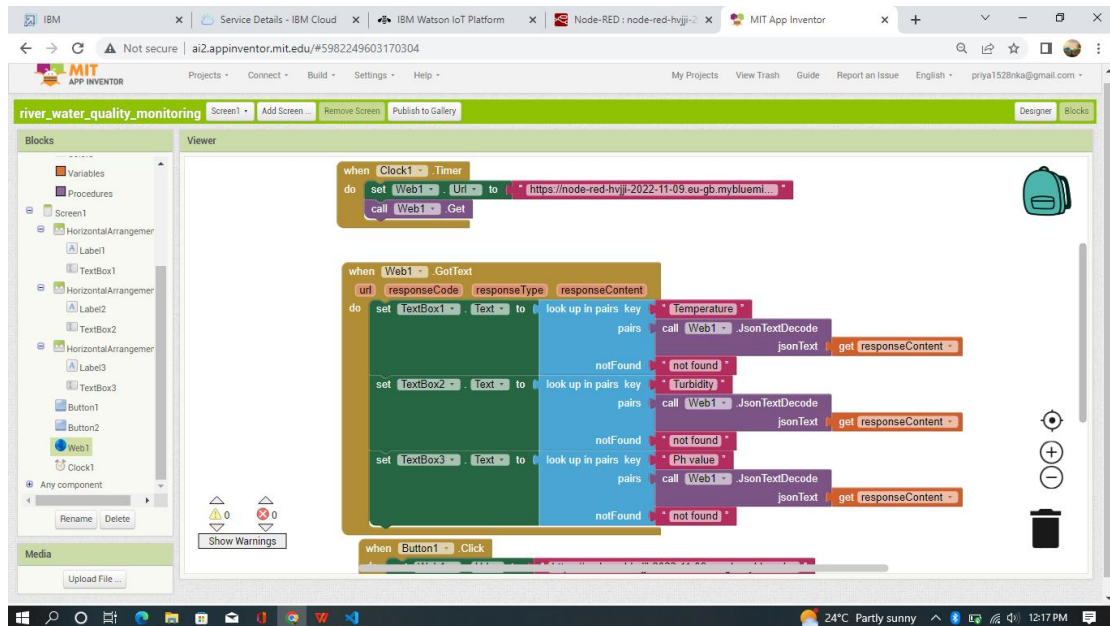 IBM
Service Details - IBM Cloud
IBM Watson IoT Platform
Node-RED : node-red-hvjji-2
MIT App Inventor
Not secure
ai2.appinventor.mit.edu/#5982249603170304
MIT
APP INVENTOR
Projects
Connect
Build
Settings
Help
My Projects
View Trash
Guide
Report an Issue
English
priya1528nka@gmail.com
river_water_quality_monitoring
Screen1
Add Screen ...
Remove Screen
Publish to Gallery
Designer
Blocks
Blocks
Variables
Procedures
Screen1
HorizontalArrangemer
Label1
TextBox1
HorizontalArrangemer
Label2
TextBox2
HorizontalArrangemer
Label3
TextBox3
Button1
Button2
Web1
Clock1
Any component
Rename
Delete
Media
Upload File ...
Viewer
when Clock1 .Timer
do set Web1 . Url to " https://node-red-hvjji-2022-11-09.eu-gb.mybluemi... "
call Web1 .Get
when Web1 .GotText
url responseCode responseType responseContent
do set TextBox1 . Text to look up in pairs key " Temperature "
pairs call Web1 .JsonTextDecode
jsonText get responseContent
notFound " not found "
set TextBox2 . Text to look up in pairs key " Turbidity "
pairs call Web1 .JsonTextDecode
jsonText get responseContent
notFound " not found "
set TextBox3 . Text to look up in pairs key " Ph value "
pairs call Web1 .JsonTextDecode
jsonText get responseContent
notFound " not found "
when Button1 .Click
0
0
Show Warnings
24°C Partly sunny
12:17 PM